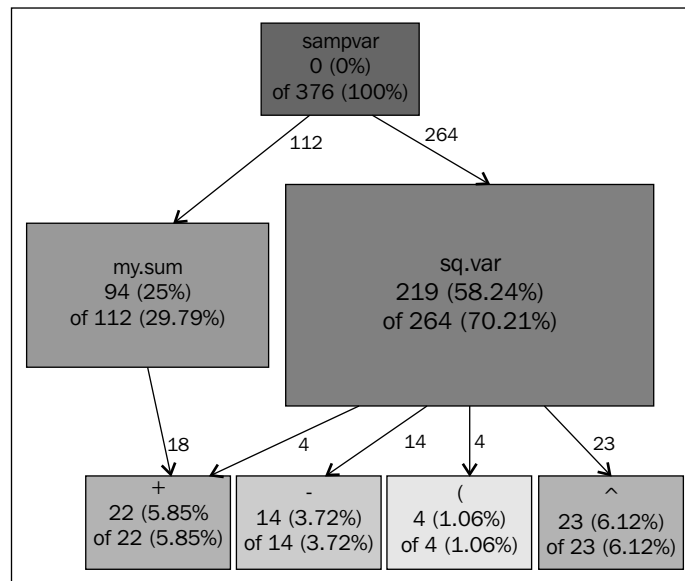 sampvar
0 (0%)
of 376 (100%)
112
264
my.sum
94 (25%)
of 112 (29.79%)
sq.var
219 (58.24%)
of 264 (70.21%)
18
4
14
4
23
+
22 (5.85%
of 22 (5.85%)
-
14 (3.72%)
of 14 (3.72%)
(
4 (1.06%)
of 4 (1.06%)
^
23 (6.12%)
of 23 (6.12%)